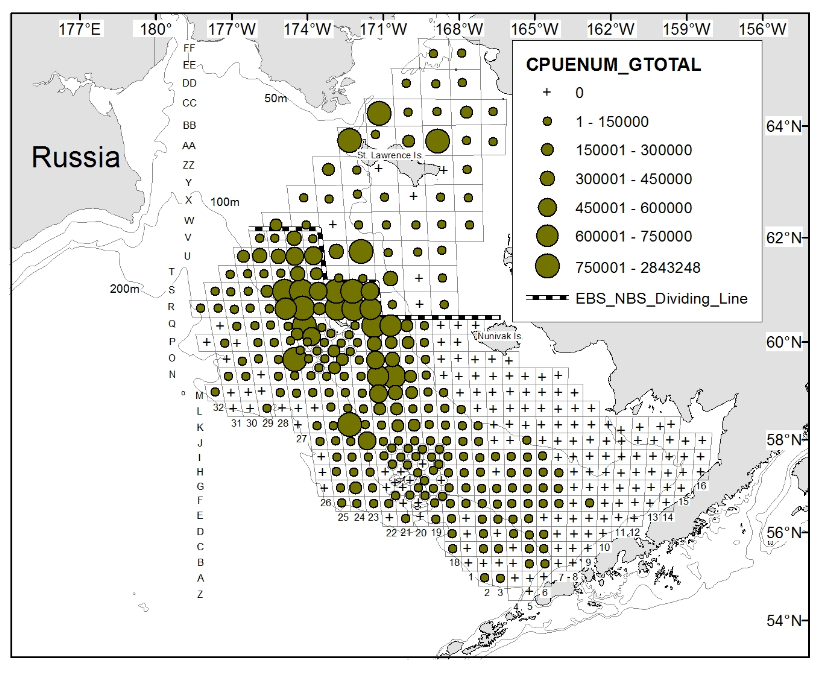 177°E 180° 177°W 174°W 171°W 168°W 165°W 162°W 159°W 156°W
FF
EE
DD
CC
BB
AA
ZZ
Y
X
W
V
U
T
S
R
Q
P
O
N
M
L
K
J
I
H
G
F
E
D
C
B
A
Z
50m
100m
200m
Russia
St. Lawrence Is.
Nunivak Is.
CPUENUM_GTOTAL
0
1 - 150000
150001 - 300000
300001 - 450000
450001 - 600000
600001 - 750000
750001 - 2843248
EBS_NBS_Dividing_Line
64°N
62°N
60°N
58°N
56°N
54°N
32 31 30 29 28
27
26
25 24 23
22 21 20 19
18
1
2 3
4 5
6
7 8
9
10
11 12
13 14
15
16